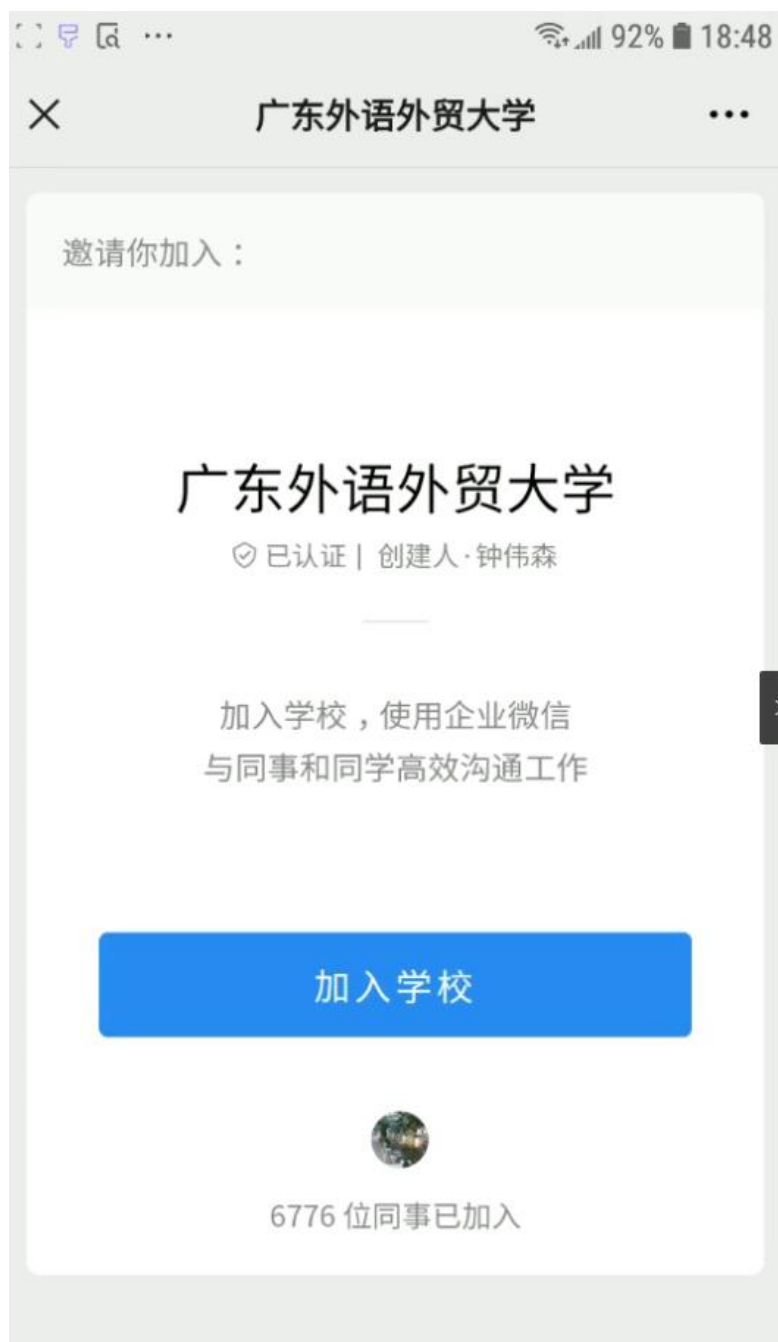 92% 18:48
广东外语外贸大学
邀请你加入：
广东外语外贸大学
已认证 | 创建人·钟伟森
加入学校，使用企业微信
与同事和同学高效沟通工作
加入学校
6776 位同事已加入